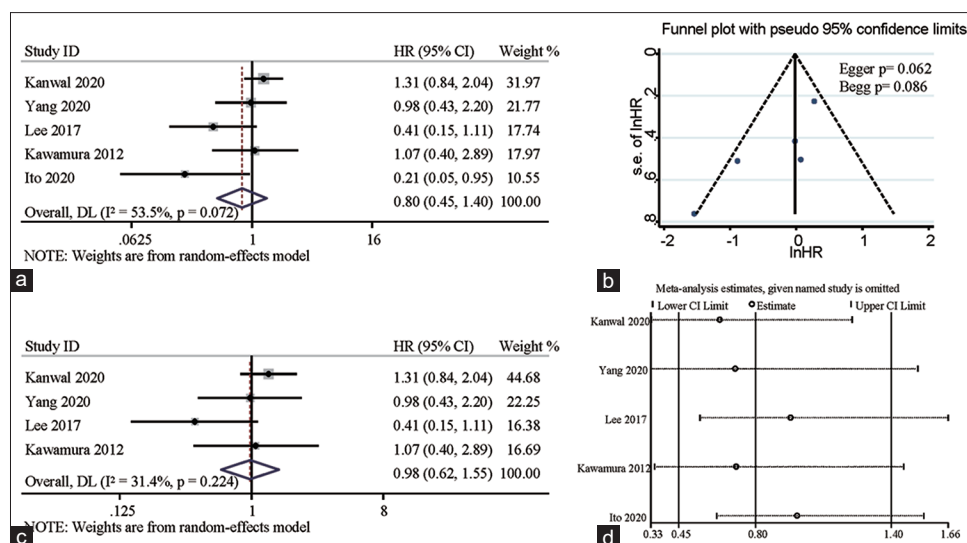 Study ID HR (95% CI) Weight %
Kanwal 2020 1.31 (0.84, 2.04) 31.97
Yang 2020 0.98 (0.43, 2.20) 21.77
Lee 2017 0.41 (0.15, 1.11) 17.74
Kawamura 2012 1.07 (0.40, 2.89) 17.97
Ito 2020 0.21 (0.05, 0.95) 10.55
0.80 (0.45, 1.40) 100.00
Overall, DL (I² = 53.5%, p = 0.072)
.0625 1 16
NOTE: Weights are from random-effects model
a
Funnel plot with pseudo 95% confidence limits
Egger p= 0.062
Begg p= 0.086
s.e. of lnHR
0
.2
.4
.6
.8
-2 -1 0 1 2
lnHR
b
Study ID HR (95% CI) Weight %
Kanwal 2020 1.31 (0.84, 2.04) 44.68
Yang 2020 0.98 (0.43, 2.20) 22.25
Lee 2017 0.41 (0.15, 1.11) 16.38
Kawamura 2012 1.07 (0.40, 2.89) 16.69
0.98 (0.62, 1.55) 100.00
Overall, DL (I² = 31.4%, p = 0.224)
.125 1 8
NOTE: Weights are from random-effects model
c
Meta-analysis estimates, given named study is omitted
Lower CI Limit Estimate Upper CI Limit
Kanwal 2020
Yang 2020
Lee 2017
Kawamura 2012
Ito 2020
0.33 0.45 0.80 1.40 1.66
d